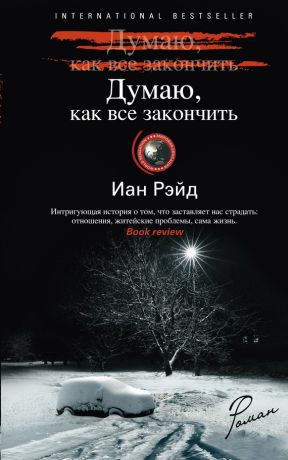 INTERNATIONAL BESTSELLER
Думаю,
как все закончить
Думаю,
как все закончить
Иан Рэйд
Интригующая история о том, что заставляет нас страдать:
отношения, житейские проблемы, сама жизнь.
Book review
Роман